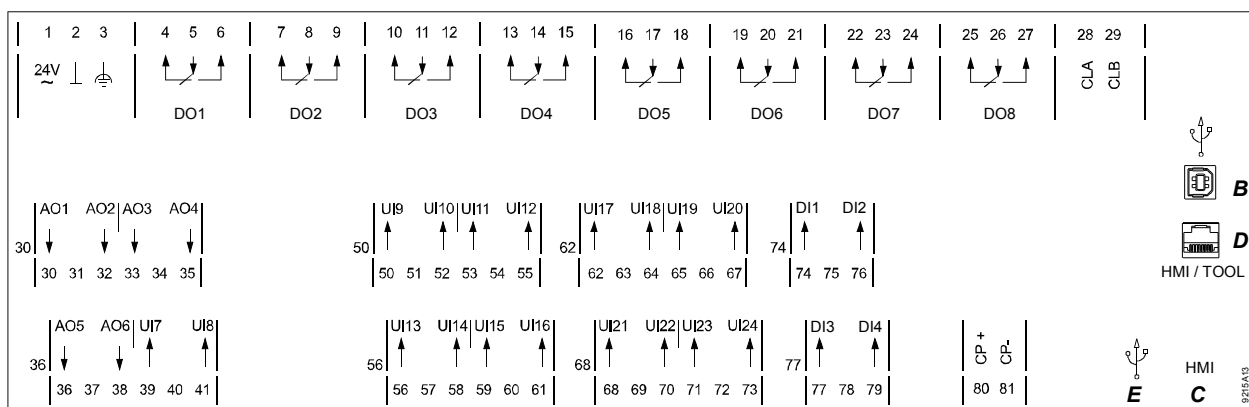 1 2 3 4 5 6 7 8 9 10 11 12 13 14 15 16 17 18 19 20 21 22 23 24 25 26 27 28 29
24V
~
CLA CLB
DO1 DO2 DO3 DO4 DO5 DO6 DO7 DO8
B
AO1 AO2 AO3 AO4 UI9 UI10 UI11 UI12 UI17 UI18 UI19 UI20 DI1 DI2
30 50 62 74 D
30 31 32 33 34 35 50 51 52 53 54 55 62 63 64 65 66 67 74 75 76
HMI / TOOL
AO5 AO6 UI7 UI8 UI13 UI14 UI15 UI16 UI21 UI22 UI23 UI24 DI3 DI4
CP + CP-
36 56 68 77
HMI
36 37 38 39 40 41 56 57 58 59 60 61 68 69 70 71 72 73 77 78 79 80 81
E C
9215A13